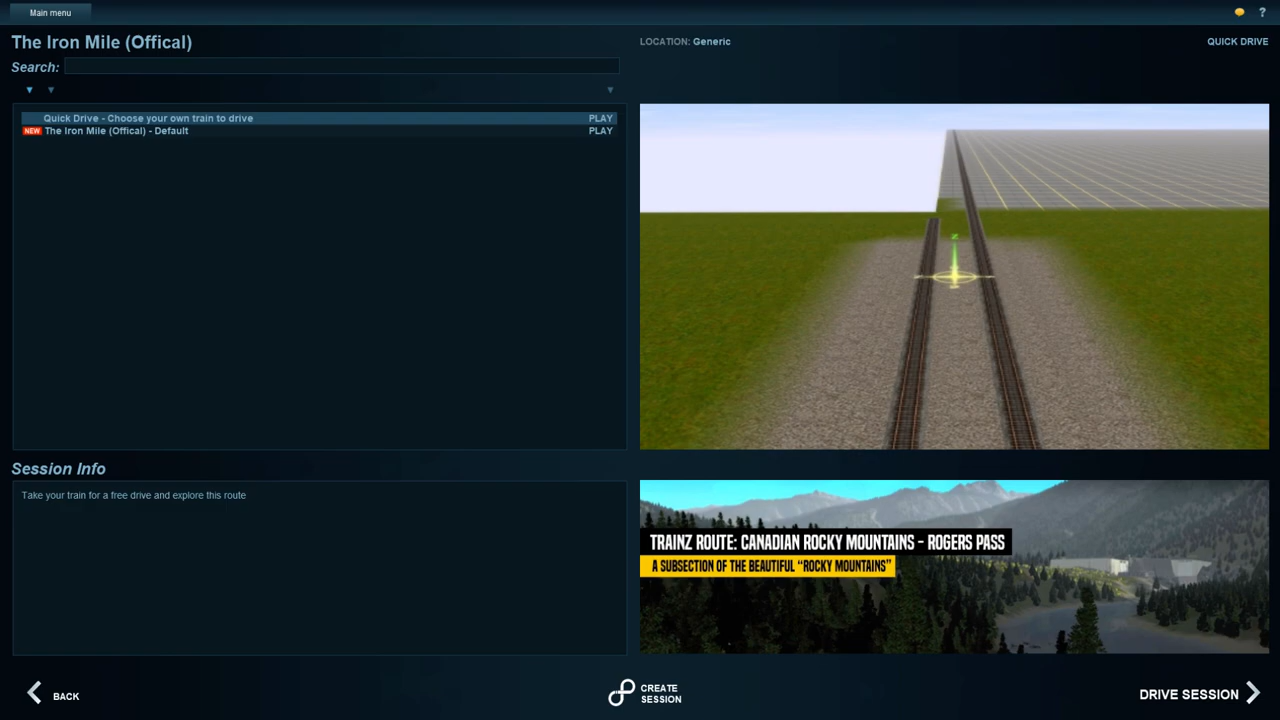 Main menu
?
The Iron Mile (Offical)
LOCATION: Generic
QUICK DRIVE
Search:
Quick Drive - Choose your own train to drive PLAY
NEW The Iron Mile (Offical) - Default PLAY
Session Info
Take your train for a free drive and explore this route
TRAINZ ROUTE: CANADIAN ROCKY MOUNTAINS - ROGERS PASS
A SUBSECTION OF THE BEAUTIFUL “ROCKY MOUNTAINS”
BACK
CREATE
SESSION
DRIVE SESSION